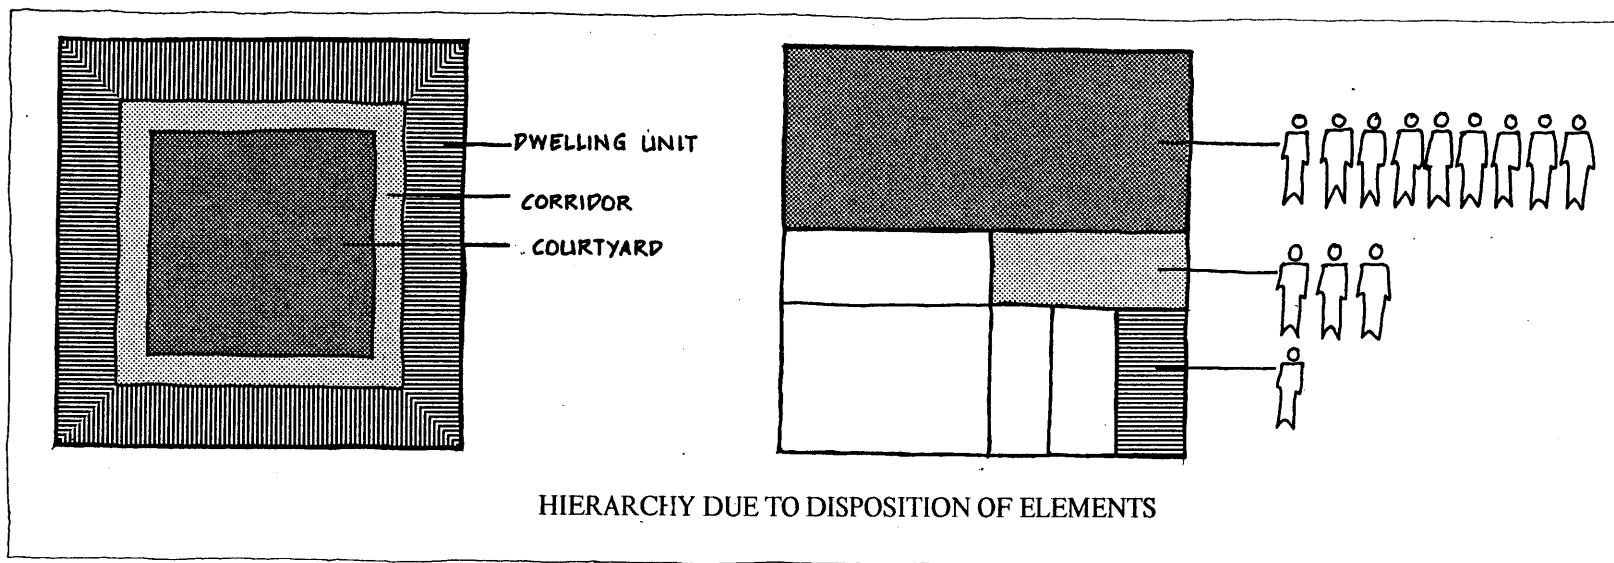 DWELLING UNIT
CORRIDOR
COURTYARD
HIERARCHY DUE TO DISPOSITION OF ELEMENTS